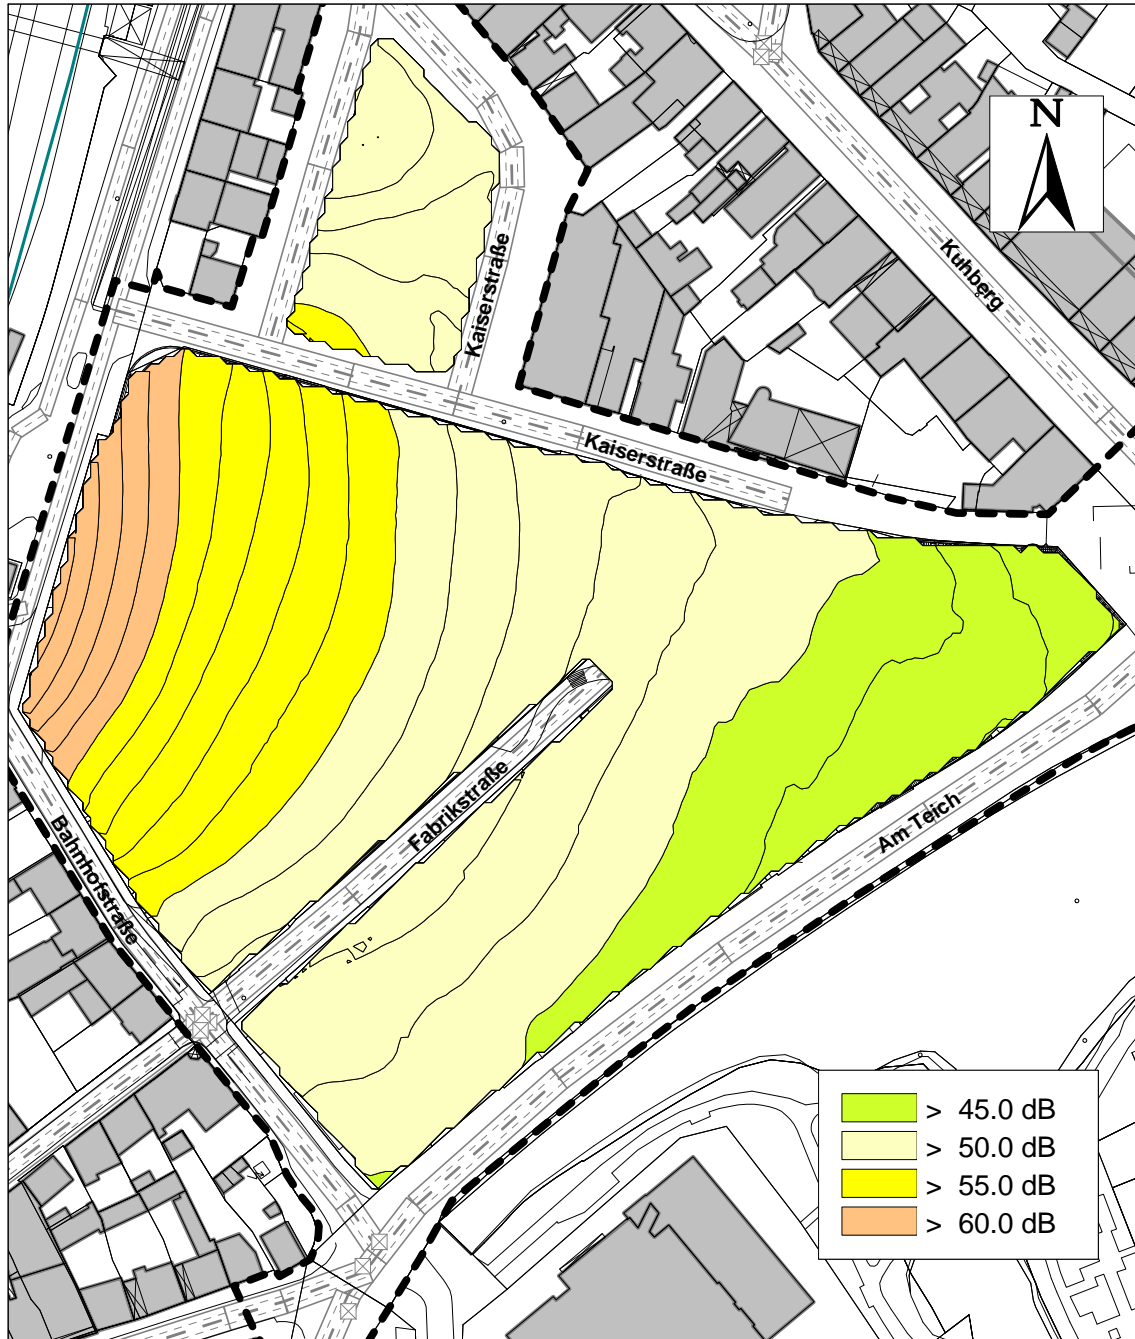 N
Kuhberg
Kaiserstraße
Kaiserstraße
Fabrikstraße
Am Teich
Bahnhofstraße
> 45.0 dB
> 50.0 dB
> 55.0 dB
> 60.0 dB